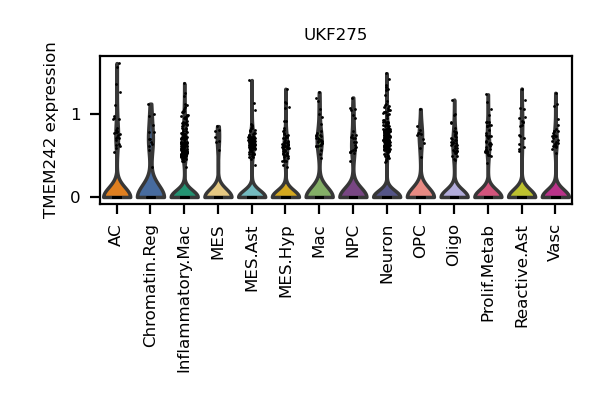 UKF275
TMEM242 expression
1
0
AC
Chromatin.Reg
Inflammatory.Mac
MES
MES.Ast
MES.Hyp
Mac
NPC
Neuron
OPC
Oligo
Prolif.Metab
Reactive.Ast
Vasc